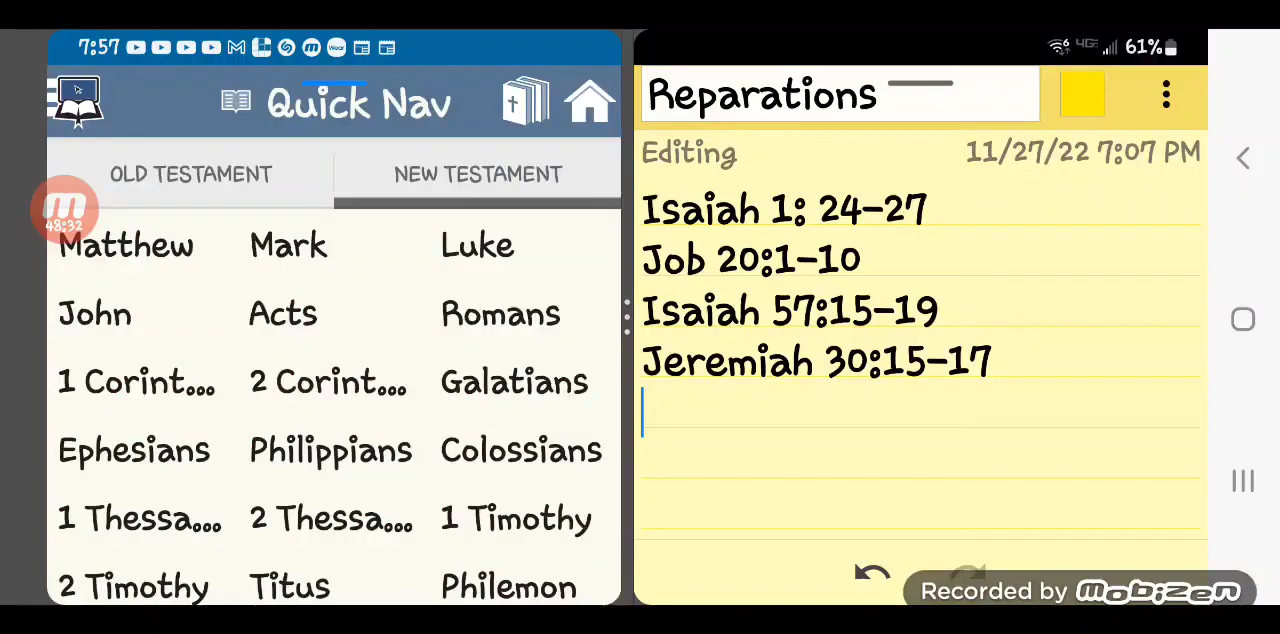 7:57
61%
Quick Nav
OLD TESTAMENT NEW TESTAMENT
48:32
Matthew Mark Luke
John Acts Romans
1 Corint... 2 Corint... Galatians
Ephesians Philippians Colossians
1 Thessa... 2 Thessa... 1 Timothy
2 Timothy Titus Philemon
Reparations
Editing 11/27/22 7:07 PM
Isaiah 1: 24-27
Job 20:1-10
Isaiah 57:15-19
Jeremiah 30:15-17
Recorded by mobizen